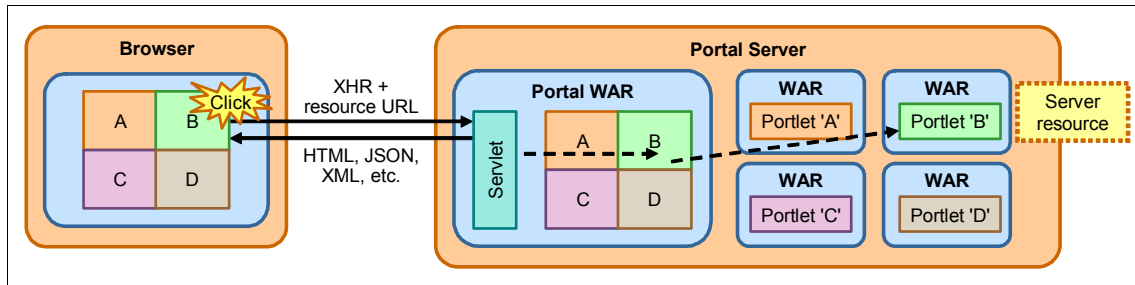 Browser
Click
A
B
C
D
XHR +
resource URL
HTML, JSON,
XML, etc.
Portal Server
Portal WAR
Servlet
A
B
C
D
WAR
Portlet 'A'
WAR
Portlet 'B'
WAR
Portlet 'C'
WAR
Portlet 'D'
Server
resource